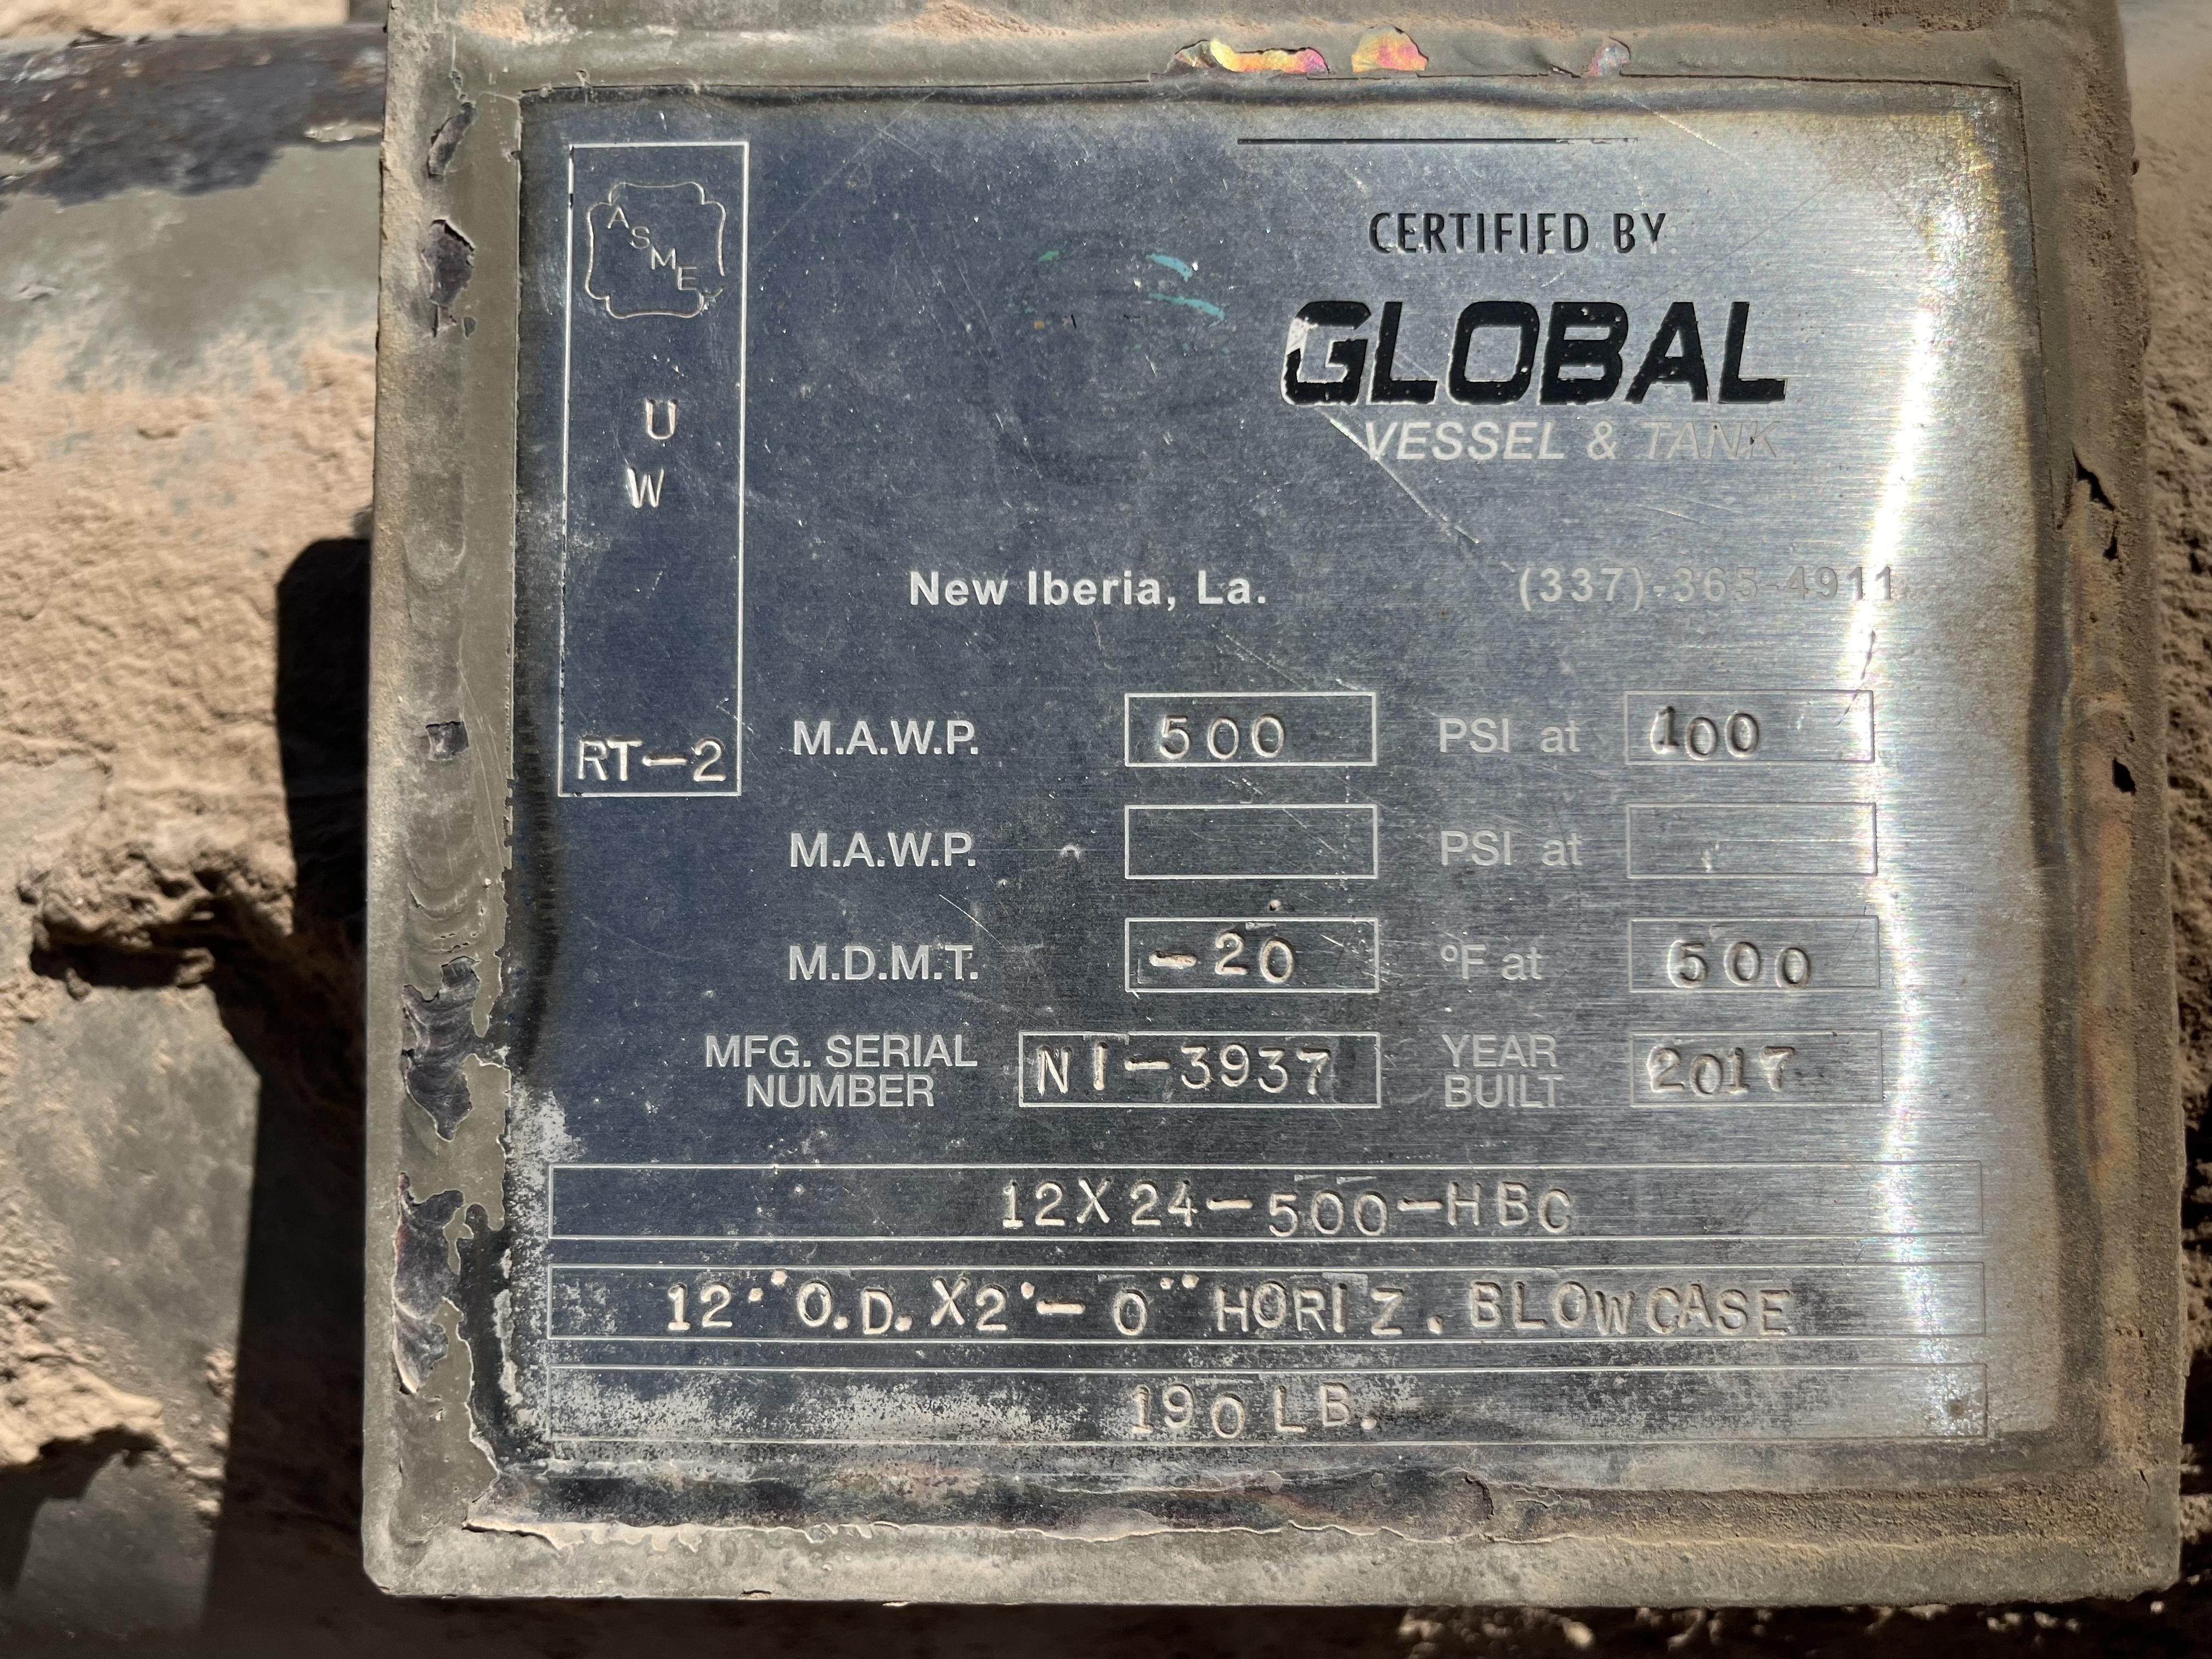 ASME
U
W
RT-2
CERTIFIED BY
GLOBAL
VESSEL & TANK
New Iberia, La. (337)-365-4911
M.A.W.P. 500 PSI at 100
M.A.W.P. PSI at
M.D.M.T. -20 °F at 500
MFG. SERIAL NUMBER NI-3937 YEAR BUILT 2017
12X24-500-HBC
12" O.D. X2'-0" HORIZ. BLOWCASE
190 LB.